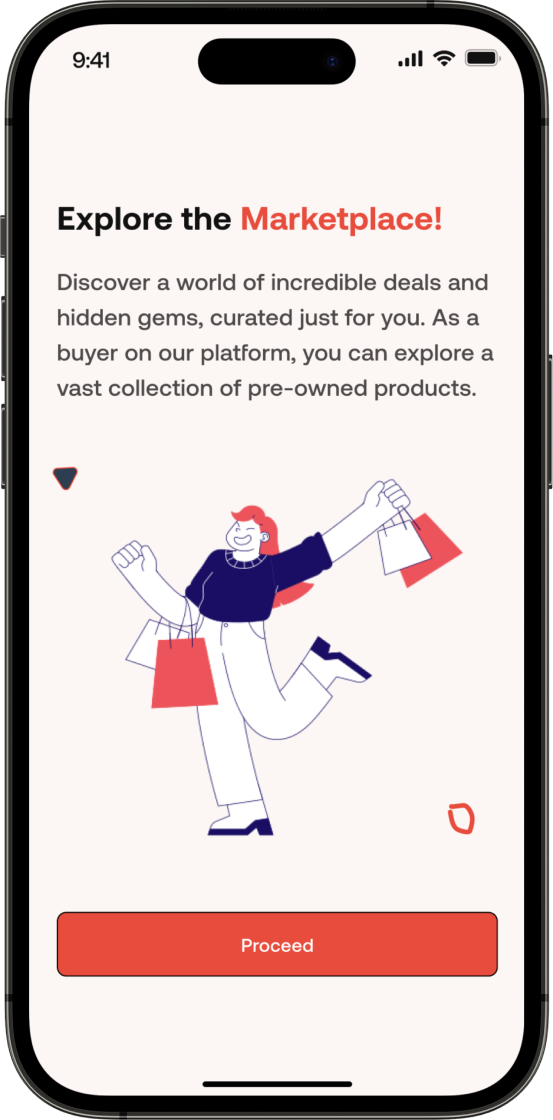 9:41
Explore the Marketplace!
Discover a world of incredible deals and
hidden gems, curated just for you. As a
buyer on our platform, you can explore a
vast collection of pre-owned products.
Proceed